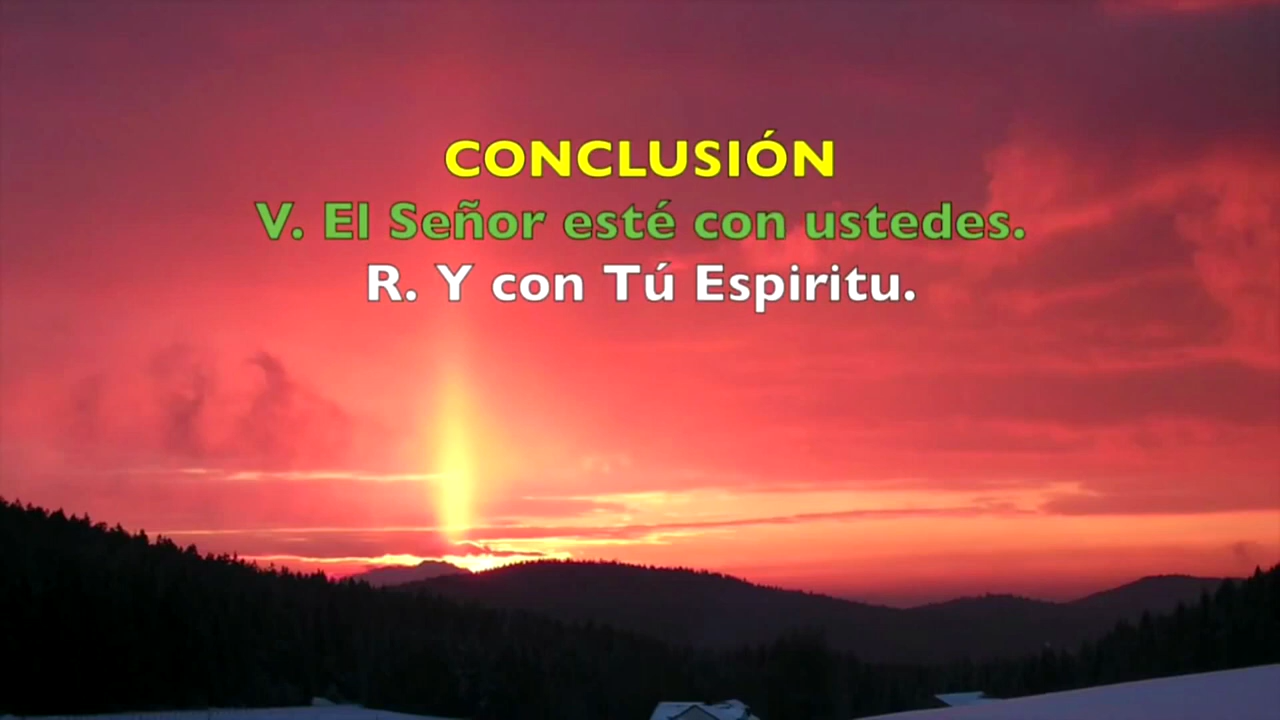 CONCLUSIÓN
V. El Señor esté con ustedes.
R. Y con Tú Espiritu.